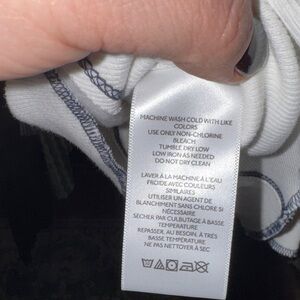 MACHINE WASH COLD WITH LIKE
COLORS
USE ONLY NON-CHLORINE
BLEACH
TUMBLE DRY LOW
LOW IRON AS NEEDED
DO NOT DRY CLEAN
LAVER À LA MACHINE À L'EAU
FROIDE AVEC COULEURS
SIMILAIRES
UTILISER UN AGENT DE
BLANCHIMENT SANS CHLORE SI
NÉCESSAIRE
SÉCHER PAR CULBUTAGE À BASSE
TEMPERATURE
REPASSER, AU BESOIN, À TRÈS
BASSE TEMPERATURE
NE PAS NETTOYER À SEC